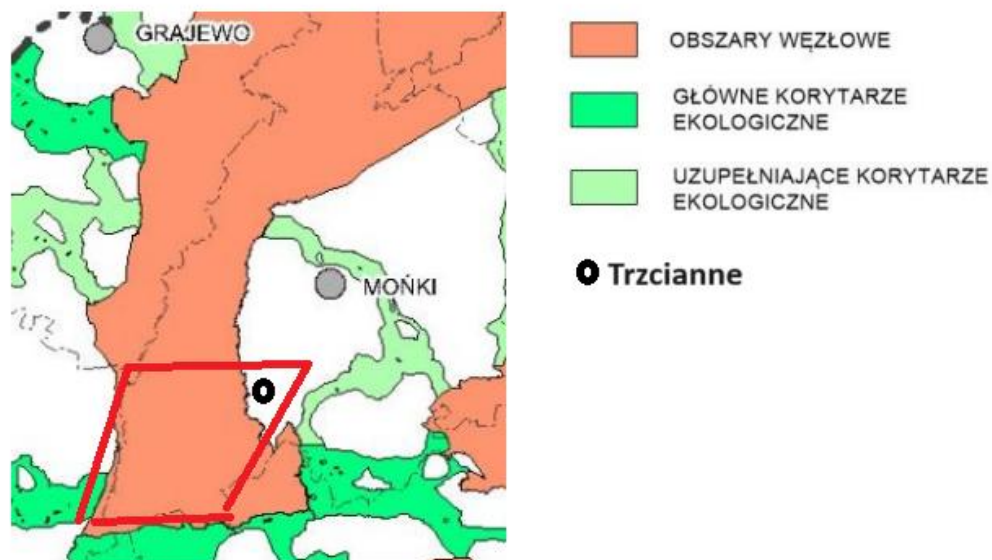 GRAJEWO
MOŃKI
OBSZARY WĘZŁOWE
GŁÓWNE KORYTARZE
EKOLOGICZNE
UZUPEŁNIAJĄCE KORYTARZE
EKOLOGICZNE
Trzcianne